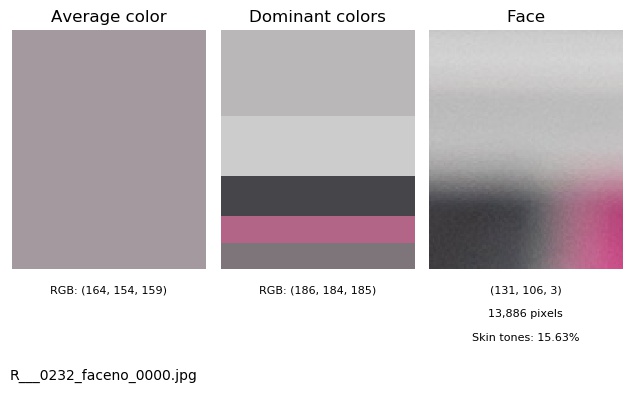 Average color
Dominant colors
Face
RGB: (164, 154, 159)
RGB: (186, 184, 185)
(131, 106, 3)
13,886 pixels
Skin tones: 15.63%
R___0232_faceno_0000.jpg